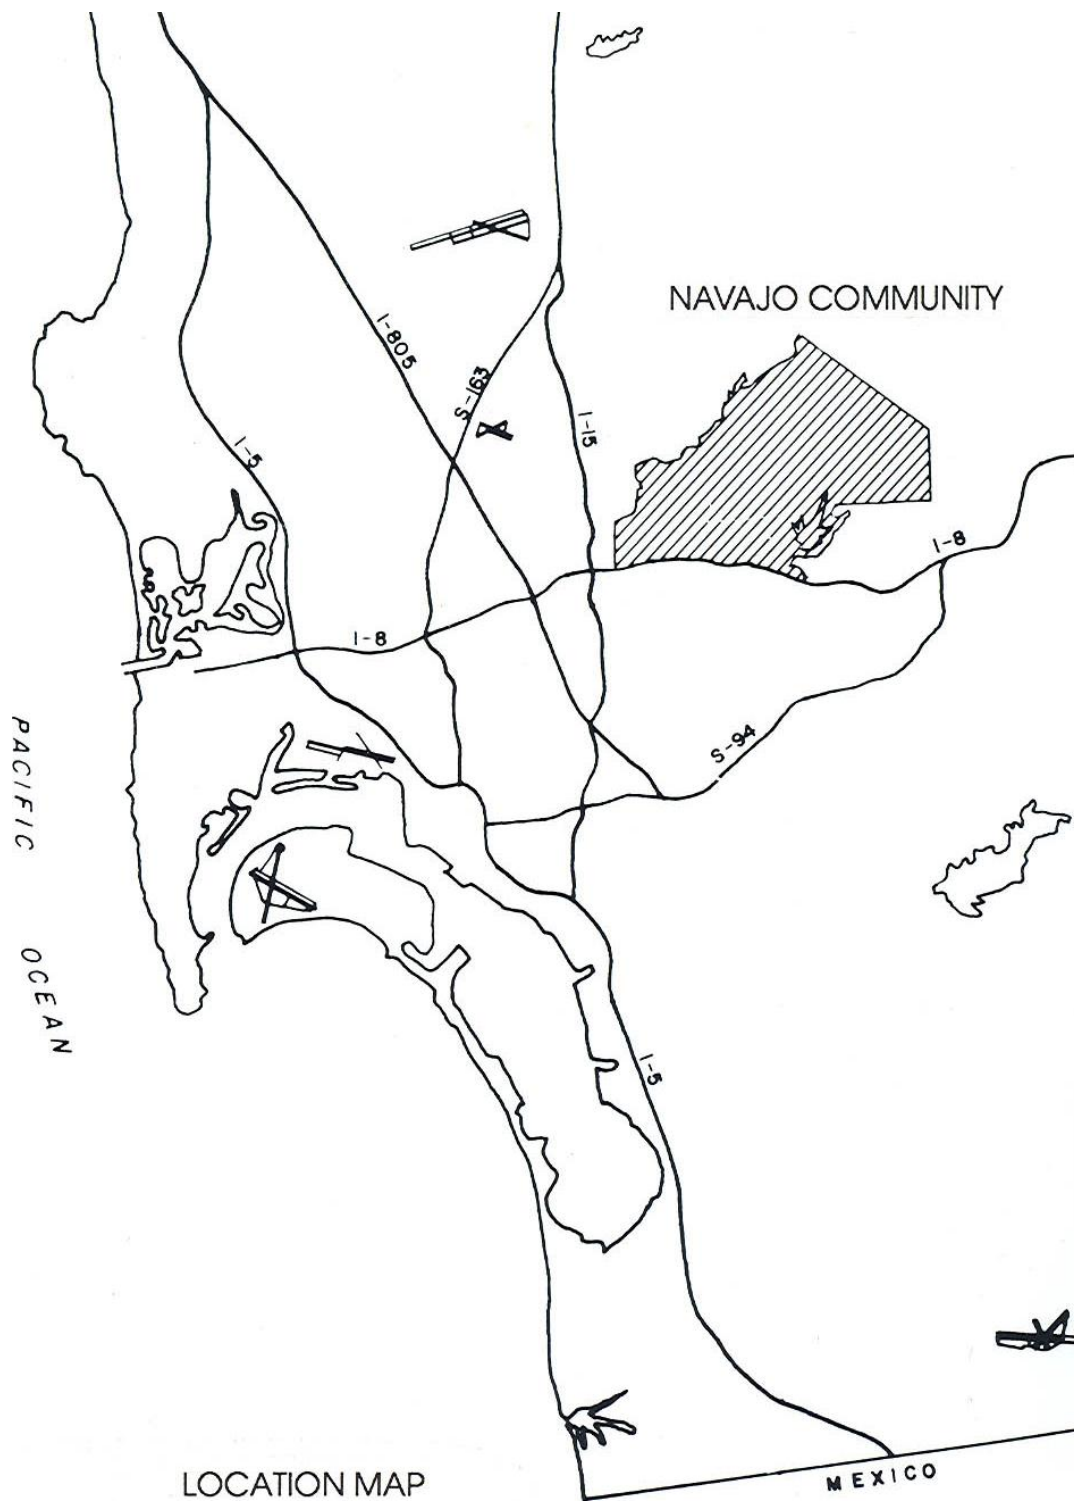 NAVAJO COMMUNITY
I-805
S-163
I-15
I-5
I-8
I-8
S-94
PACIFIC
OCEAN
I-5
MEXICO
LOCATION MAP